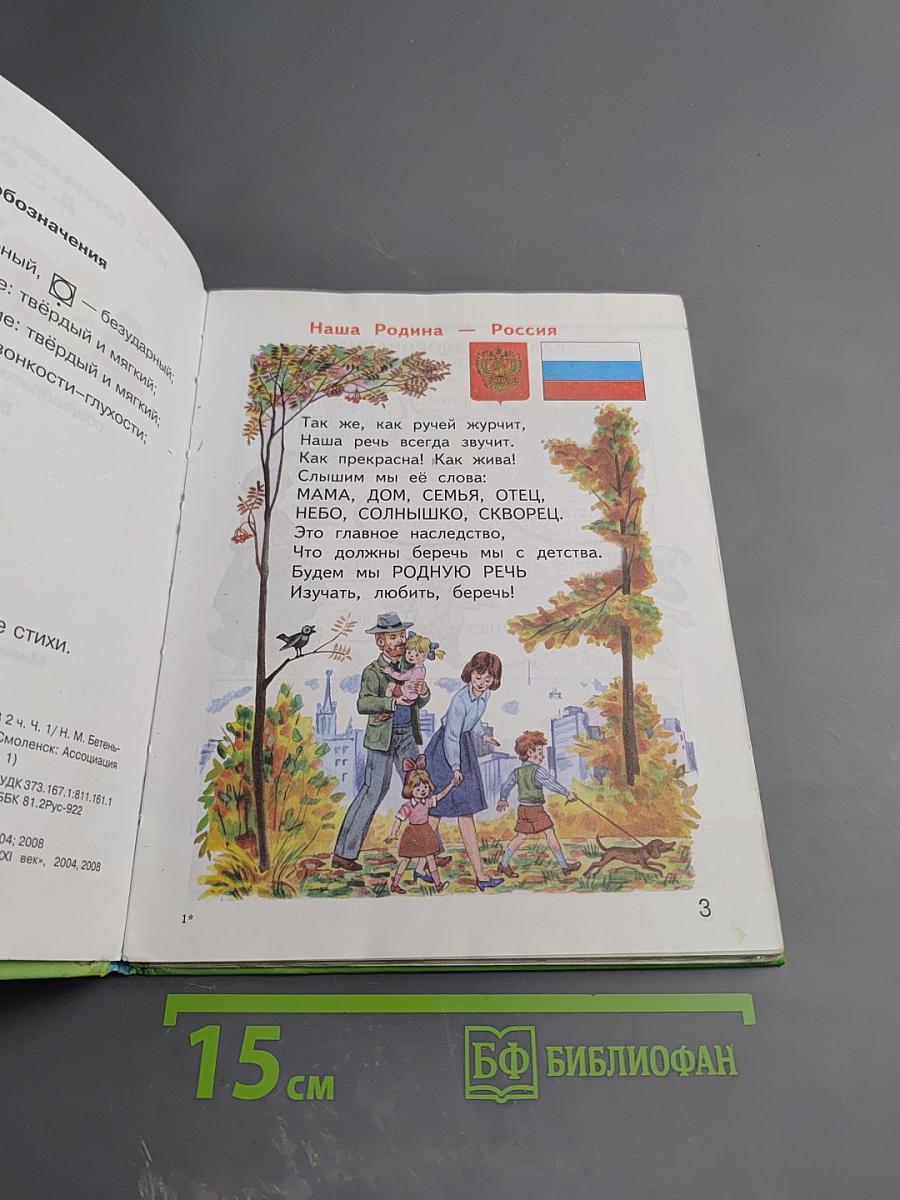 обозначения
— безударный;
твёрдый и мягкий;
твёрдый и мягкий;
звонкости–глухости;
стихи.
2 ч. Ч. 1/ Н. М. Бетень-
Смоленск: Ассоциация
1)
УДК 373.167.1:811.161.1
ББК 81.2Рус-922
04; 2008
XXI век», 2004, 2008
Наша Родина — Россия
Так же, как ручей журчит,
Наша речь всегда звучит.
Как прекрасна! Как жива!
Слышим мы её слова:
МАМА, ДОМ, СЕМЬЯ, ОТЕЦ,
НЕБО, СОЛНЫШКО, СКВОРЕЦ.
Это главное наследство,
Что должны беречь мы с детства.
Будем мы РОДНУЮ РЕЧЬ
Изучать, любить, беречь!
1*
3
15 см
БФ БИБЛИОФАН